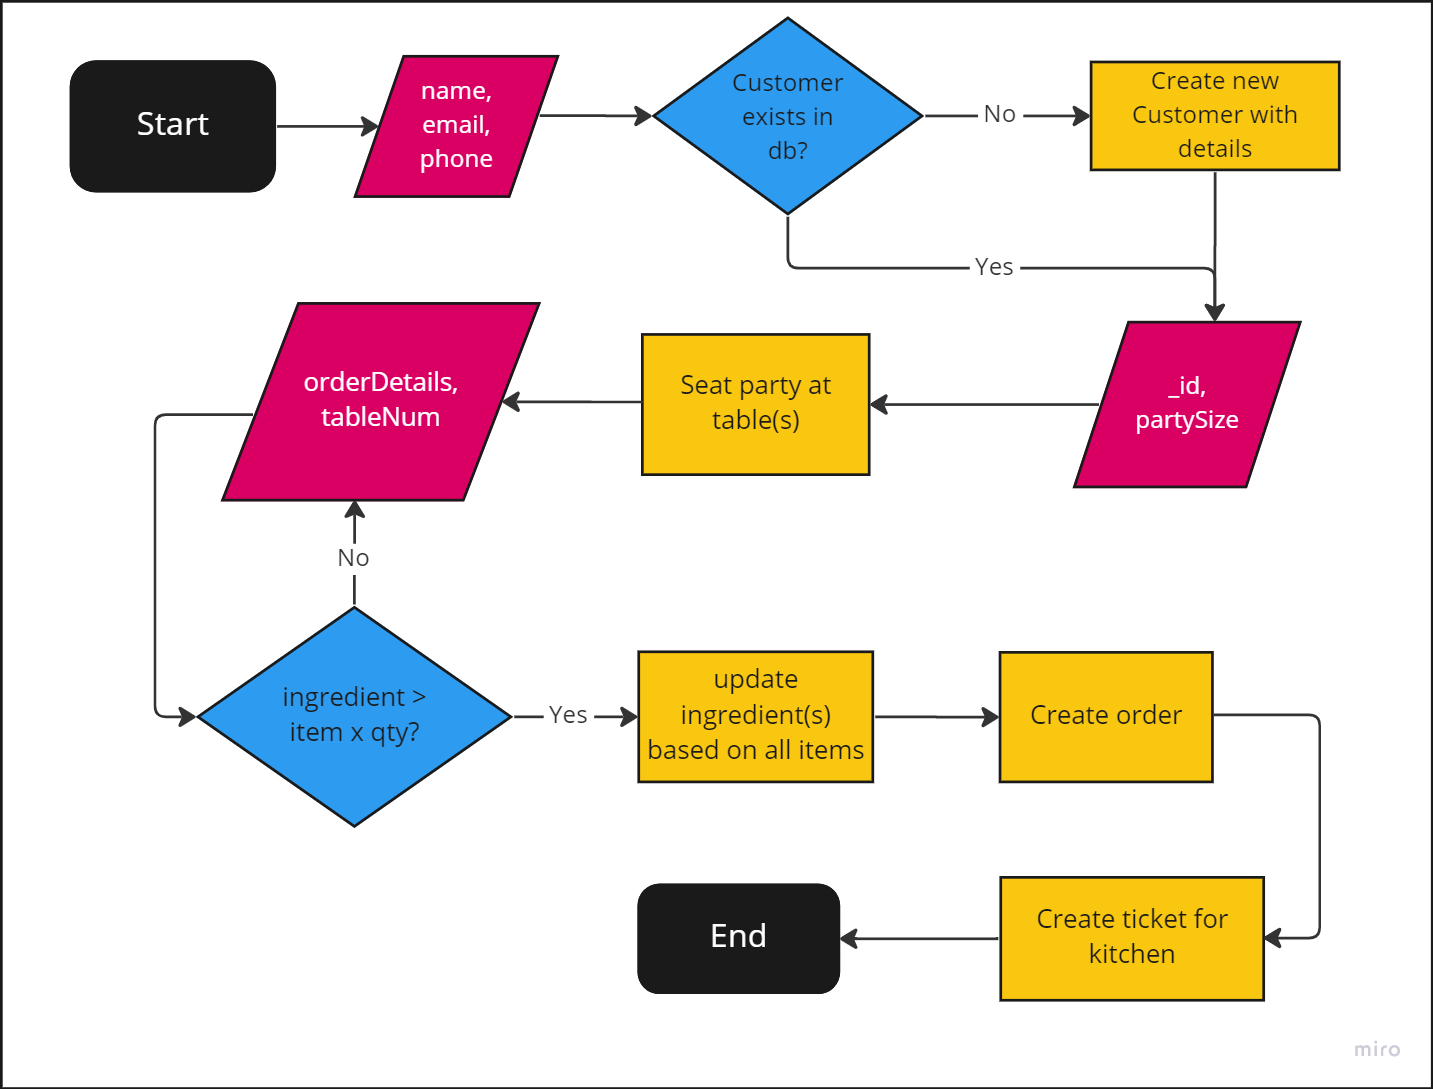 Start
name,
email,
phone
Customer
exists in
db?
No
Create new
Customer with
details
Yes
_id,
partySize
Seat party at
table(s)
orderDetails,
tableNum
No
ingredient >
item x qty?
Yes
update
ingredient(s)
based on all items
Create order
Create ticket for
kitchen
End
miro